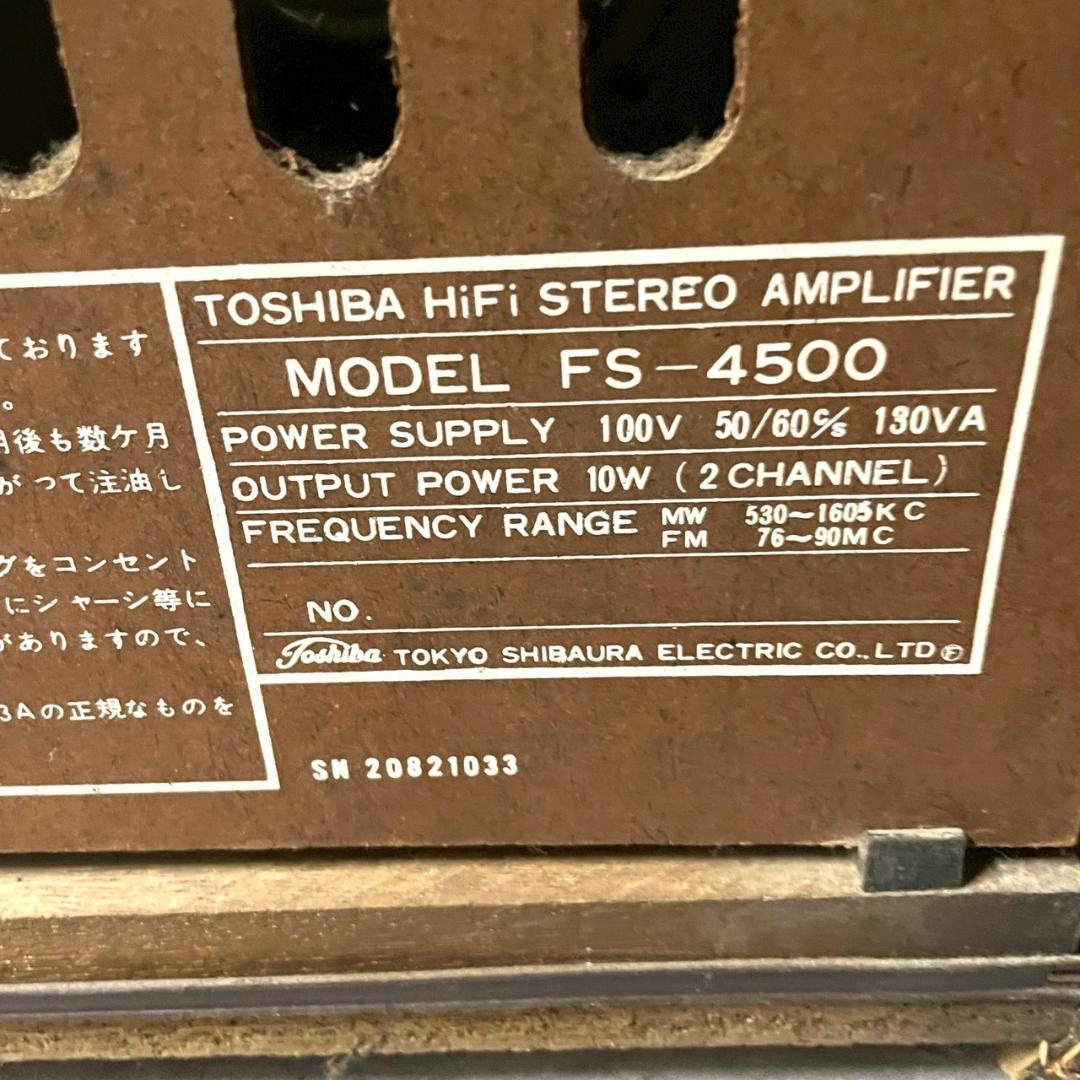 ております
。
後も数ケ月
がって注油し
グをコンセント
にシャーシ等に
がありますので、
3Aの正規なものを
TOSHIBA HiFi STEREO AMPLIFIER
MODEL FS-4500
POWER SUPPLY 100V 50/60c/s 130VA
OUTPUT POWER 10W (2 CHANNEL)
FREQUENCY RANGE MW 530~1605KC
FM 76~90MC
NO.
Toshiba TOKYO SHIBAURA ELECTRIC CO.,LTD Ⓕ
SN 20821033